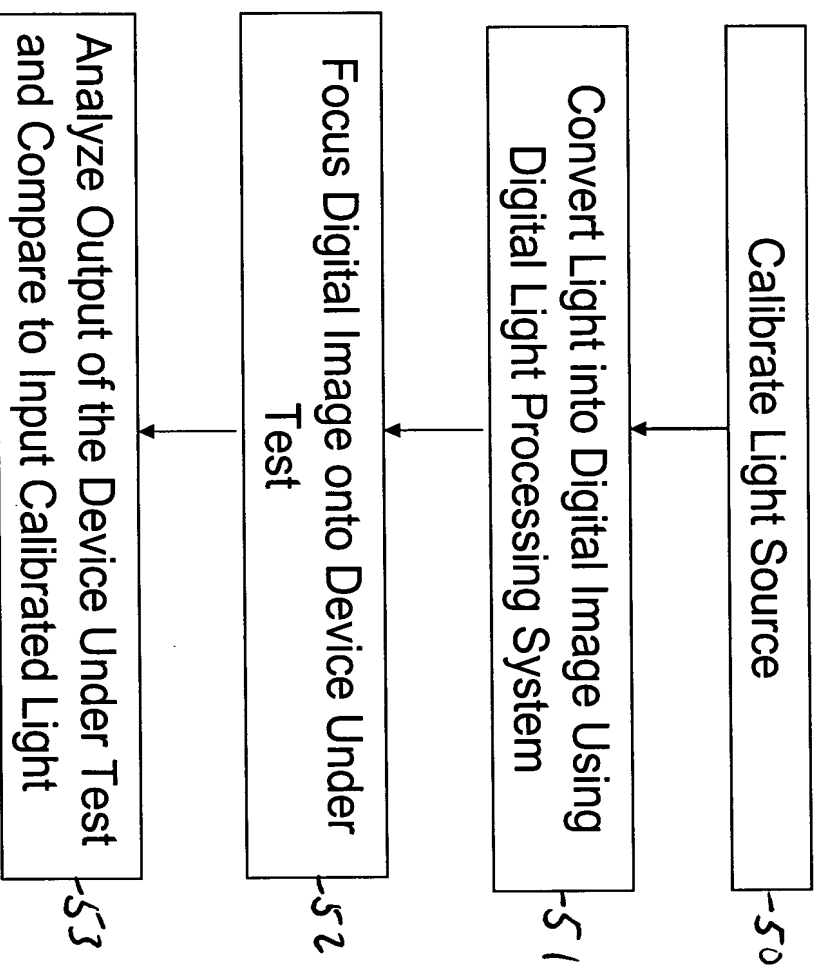 Calibrate Light Source
-50
Convert Light into Digital Image Using
Digital Light Processing System
-51
Focus Digital Image onto Device Under
Test
-52
Analyze Output of the Device Under Test
and Compare to Input Calibrated Light
-53